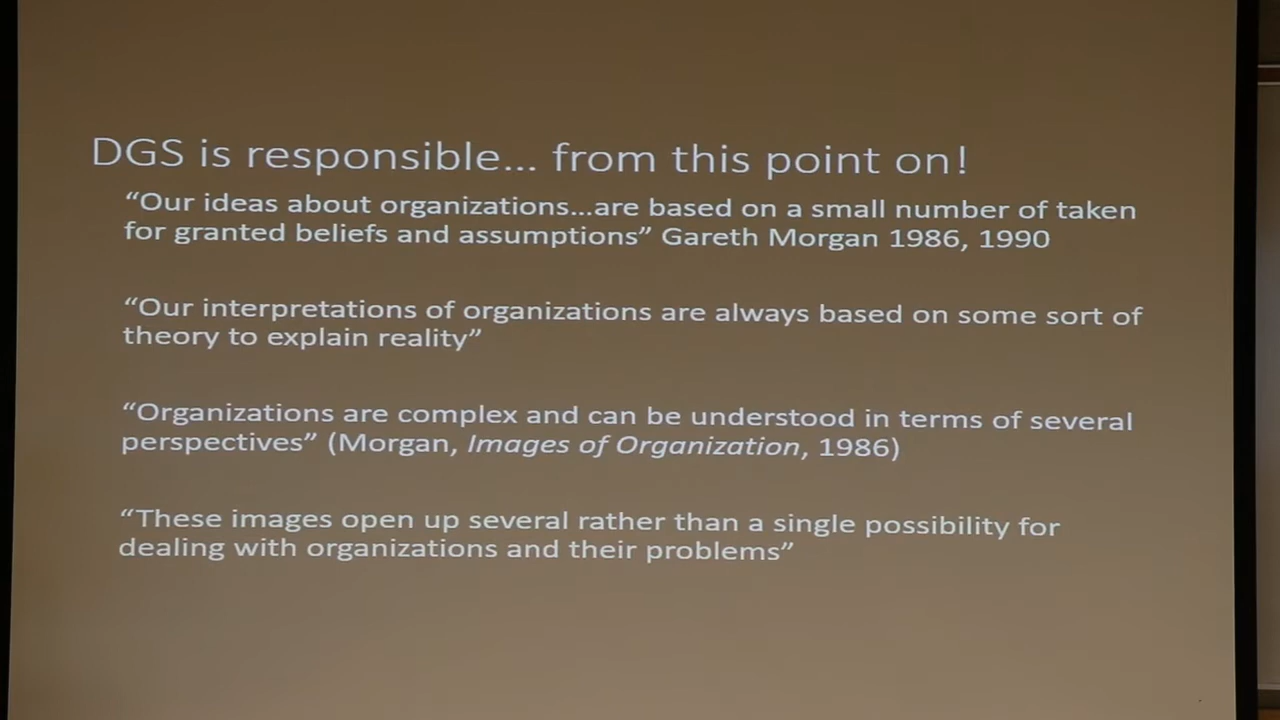 DGS is responsible... from this point on!
“Our ideas about organizations...are based on a small number of taken
for granted beliefs and assumptions” Gareth Morgan 1986, 1990
“Our interpretations of organizations are always based on some sort of
theory to explain reality”
“Organizations are complex and can be understood in terms of several
perspectives” (Morgan, Images of Organization, 1986)
“These images open up several rather than a single possibility for
dealing with organizations and their problems”